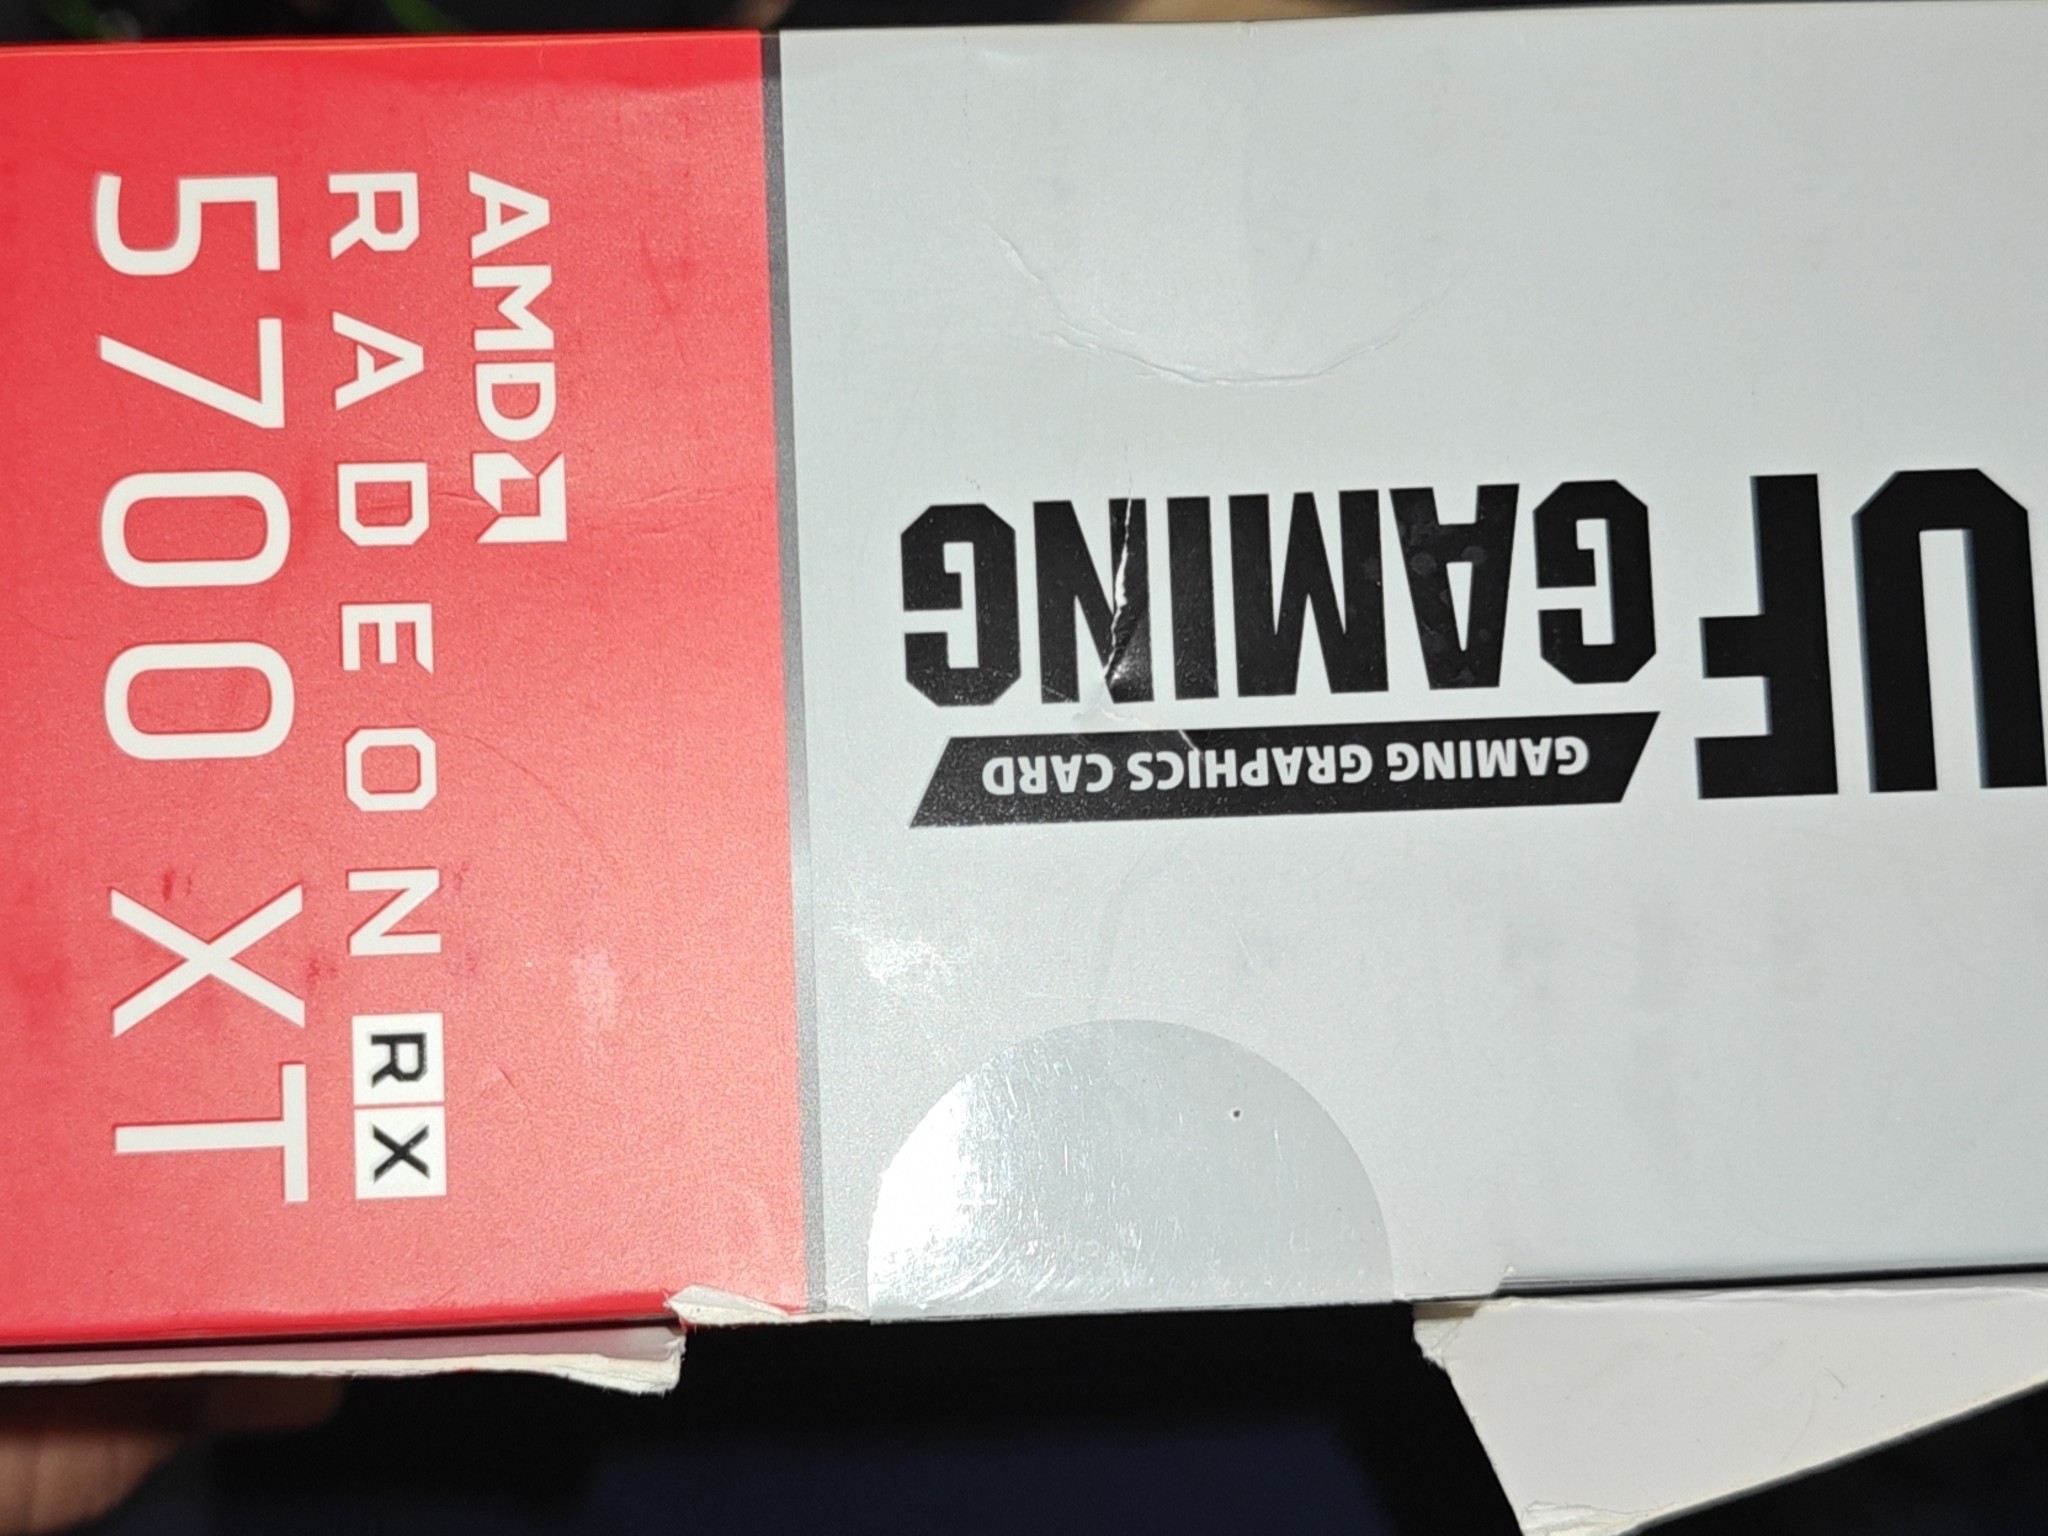 AMD
RADEON RX
5700 XT
UF
GAMING
GAMING GRAPHICS CARD